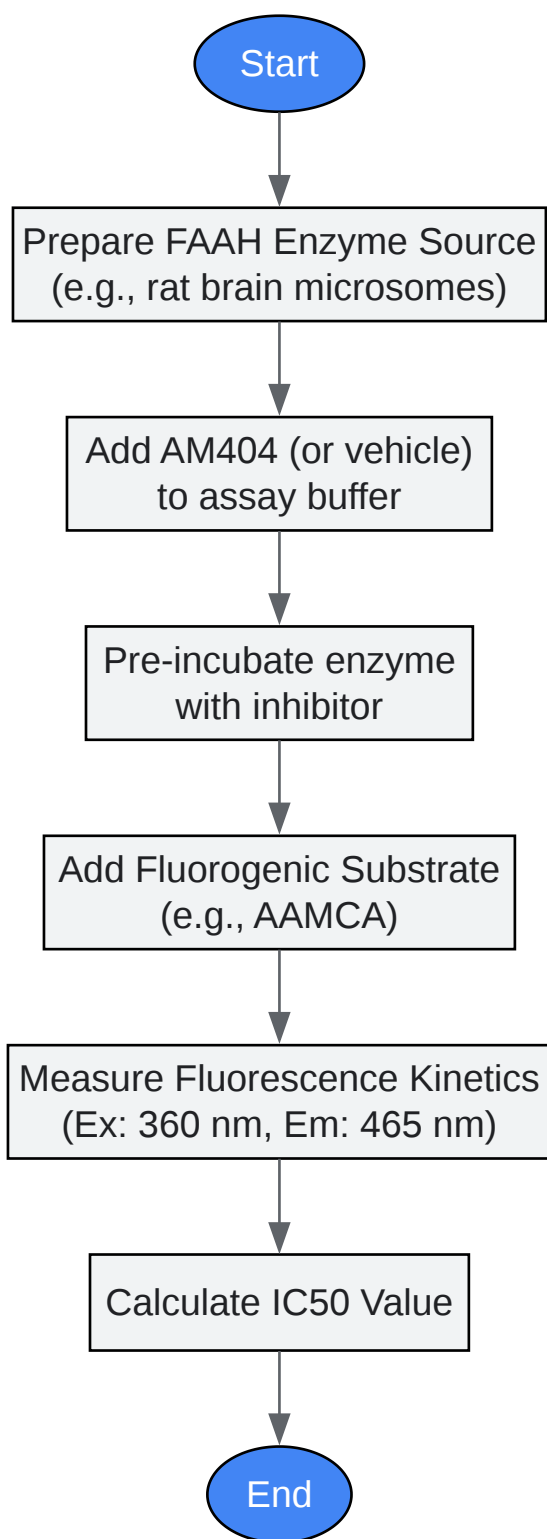 Start
Prepare FAAH Enzyme Source
(e.g., rat brain microsomes)
Add AM404 (or vehicle)
to assay buffer
Pre-incubate enzyme
with inhibitor
Add Fluorogenic Substrate
(e.g., AAMCA)
Measure Fluorescence Kinetics
(Ex: 360 nm, Em: 465 nm)
Calculate IC50 Value
End